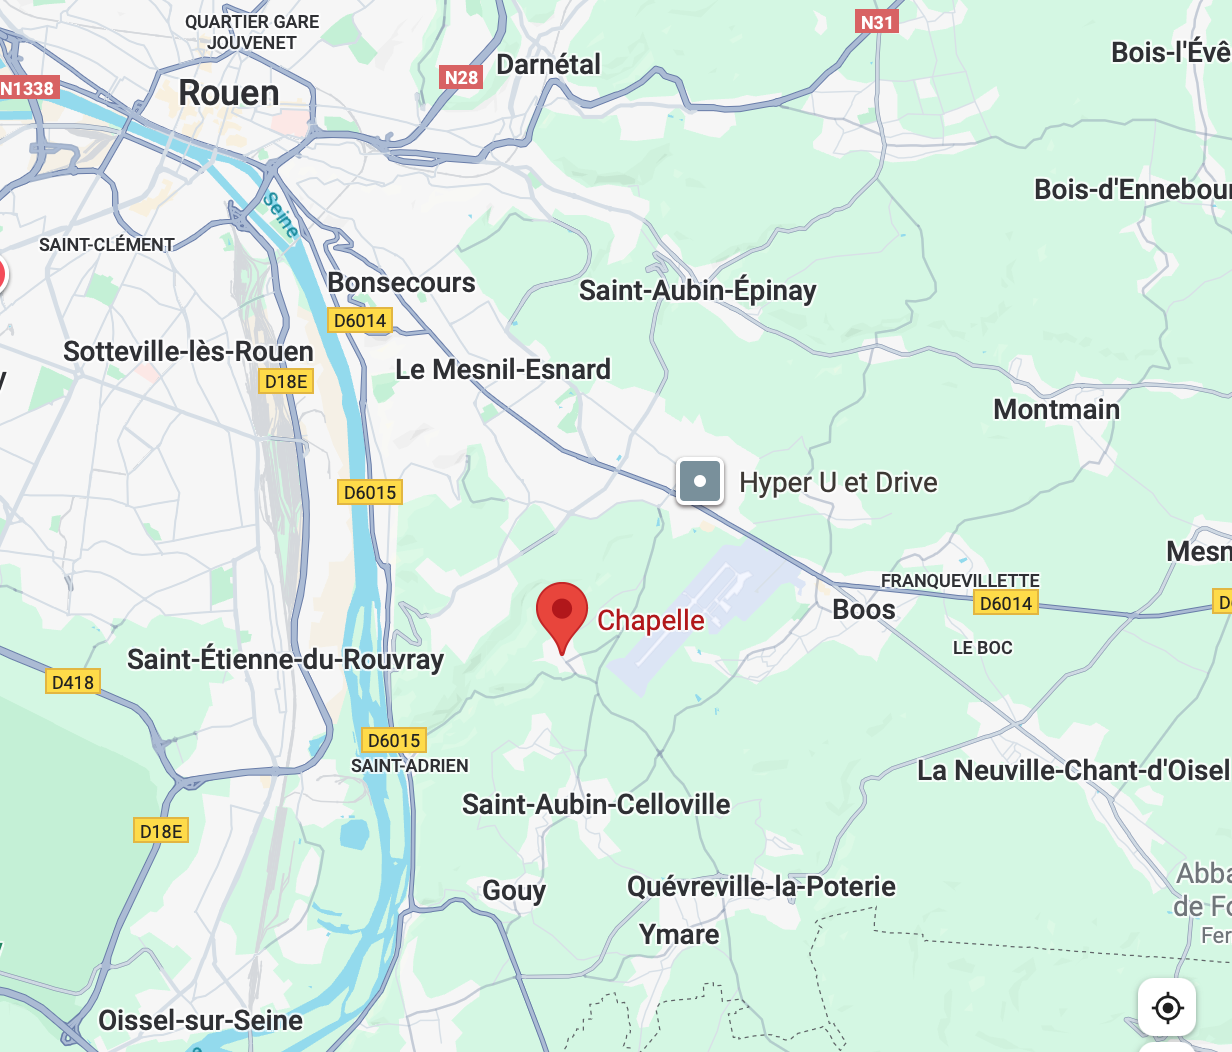 QUARTIER GARE
JOUVENET
N31
Bois-l'Évê
Darnétal
N28
N1338
Rouen
Bois-d'Ennebour
Seine
SAINT-CLÉMENT
Bonsecours
Saint-Aubin-Épinay
D6014
Sotteville-lès-Rouen
D18E
Le Mesnil-Esnard
y
Montmain
Hyper U et Drive
D6015
Mesn
FRANQUEVILLETTE
D6014
D
Boos
Chapelle
LE BOC
Saint-Étienne-du-Rouvray
D418
D6015
SAINT-ADRIEN
La Neuville-Chant-d'Oisel
Saint-Aubin-Celloville
D18E
Gouy
Quévreville-la-Poterie
Abba
de Fo
Fer
Ymare
Oissel-sur-Seine